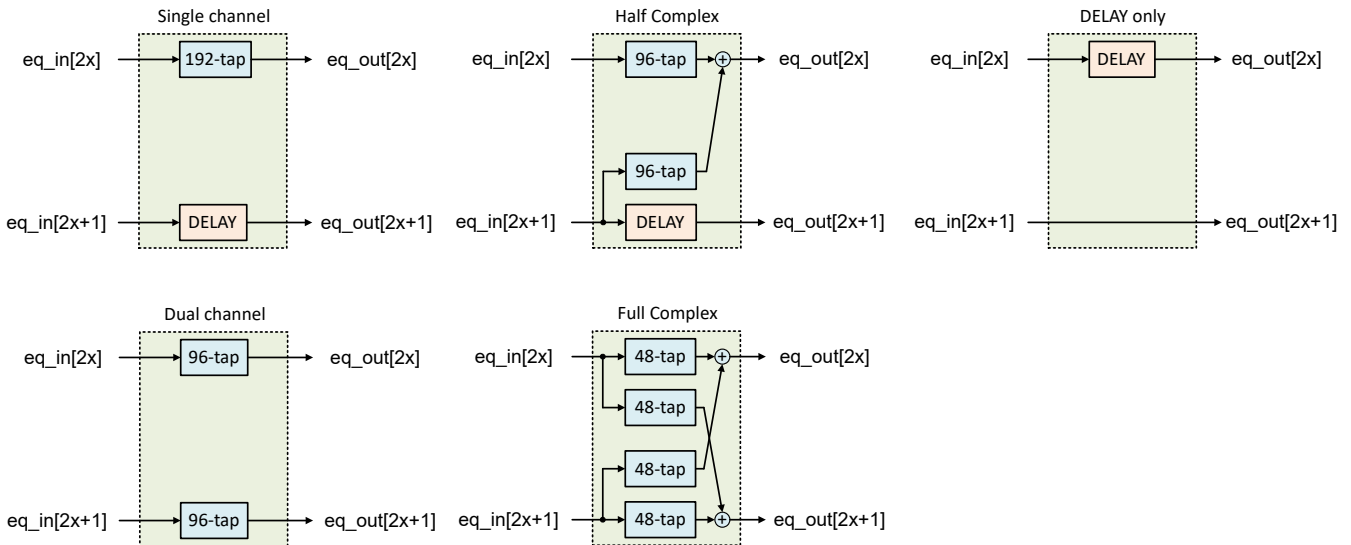 Single channel
eq_in[2x]
192-tap
eq_out[2x]
eq_in[2x+1]
DELAY
eq_out[2x+1]
Half Complex
eq_in[2x]
96-tap
+
eq_out[2x]
96-tap
eq_in[2x+1]
DELAY
eq_out[2x+1]
DELAY only
eq_in[2x]
DELAY
eq_out[2x]
eq_in[2x+1]
eq_out[2x+1]
Dual channel
eq_in[2x]
96-tap
eq_out[2x]
eq_in[2x+1]
96-tap
eq_out[2x+1]
Full Complex
eq_in[2x]
48-tap
+
eq_out[2x]
48-tap
48-tap
eq_in[2x+1]
48-tap
+
eq_out[2x+1]